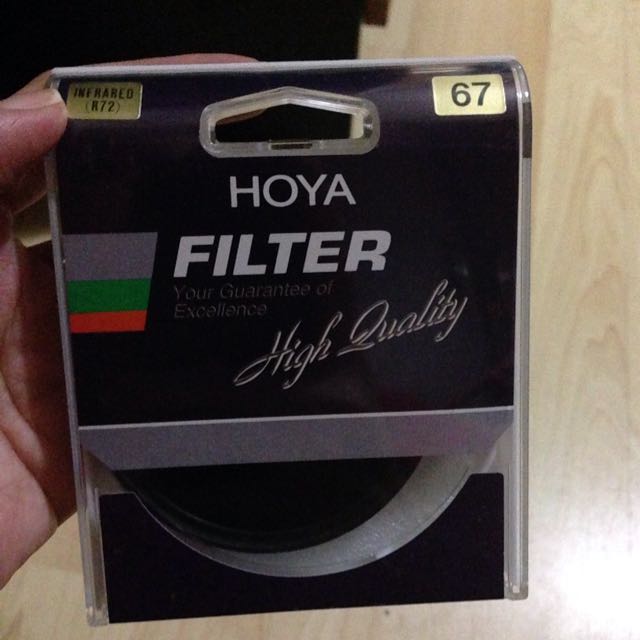 INFRARED
(R72)
67
HOYA
FILTER
Your Guarantee of
Excellence
High Quality